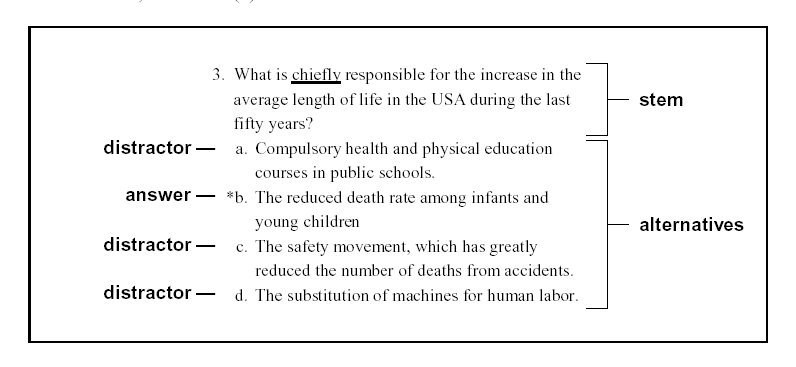 3. What is chiefly responsible for the increase in the
average length of life in the USA during the last
fifty years?
stem
distractor — a. Compulsory health and physical education
courses in public schools.
answer — *b. The reduced death rate among infants and
young children
alternatives
distractor — c. The safety movement, which has greatly
reduced the number of deaths from accidents.
distractor — d. The substitution of machines for human labor.